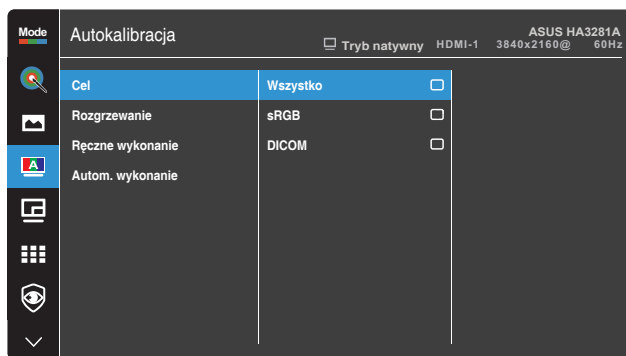 Mode
Autokalibracja
Tryb natywny HDMI-1
ASUS HA3281A
3840x2160@ 60Hz
Cel
Wszystko
Rozgrzewanie
sRGB
Ręczne wykonanie
DICOM
Autom. wykonanie
A